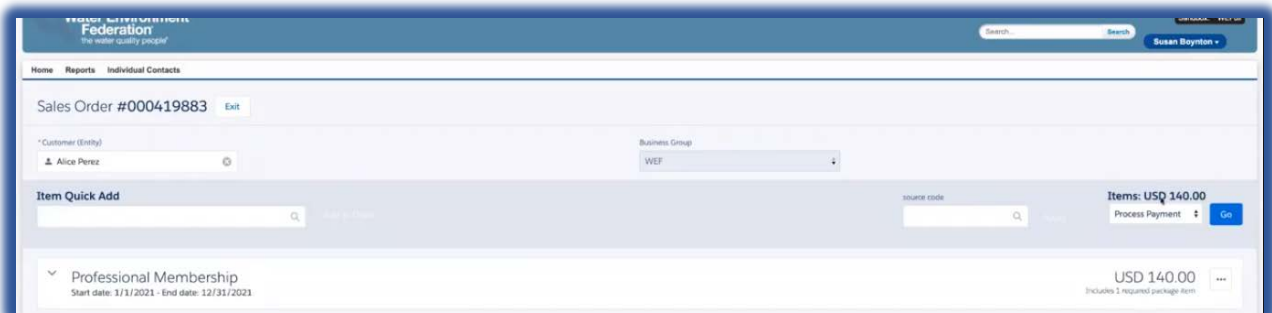 Water Environment
Federation
the water quality people®
Search...
Search
Susan Boynton
Home Reports Individual Contacts
Sales Order #000419883 Exit
* Customer (Entity)
Alice Perez
Business Group
WEF
Item Quick Add
source code
Items: USD 140.00
Process Payment
Go
Professional Membership
Start date: 1/1/2021 - End date: 12/31/2021
USD 140.00
Includes 1 required package item